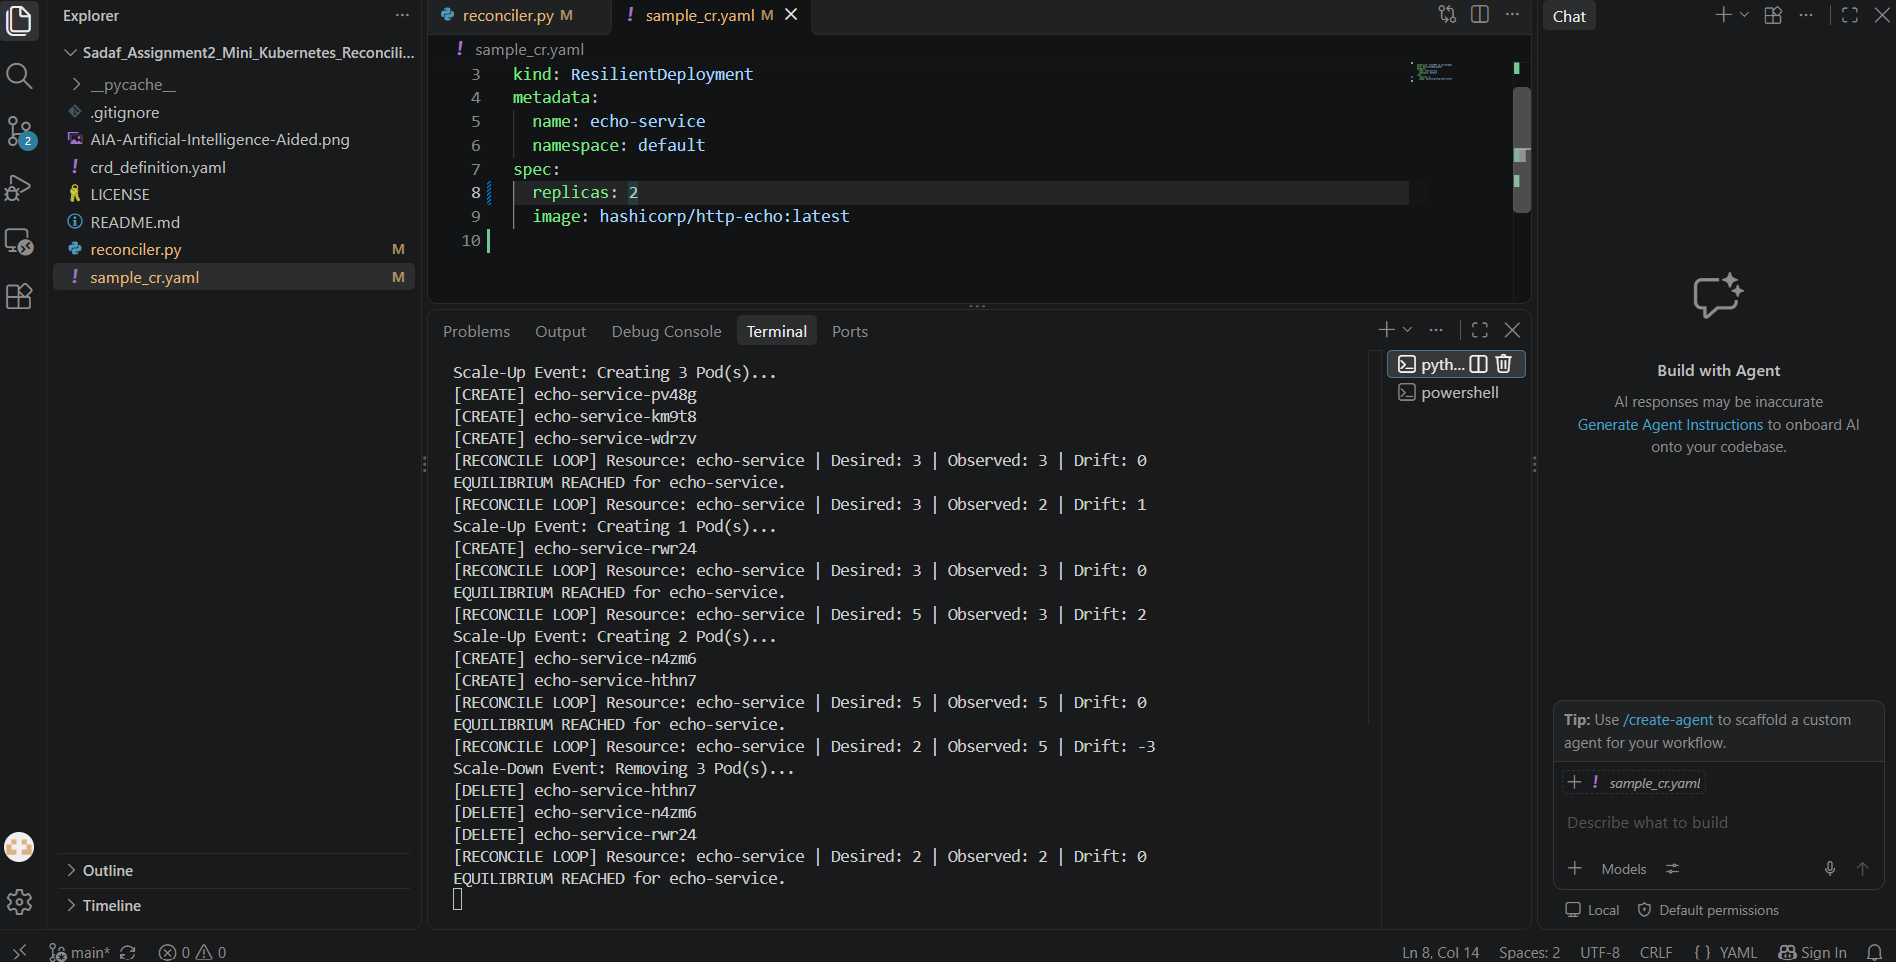 Explorer
Sadaf_Assignment2_Mini_Kubernetes_Reconcili...
__pycache__
.gitignore
AIA-Artificial-Intelligence-Aided.png
crd_definition.yaml
LICENSE
README.md
reconciler.py M
sample_cr.yaml M
2
Outline
Timeline
reconciler.py M
! sample_cr.yaml M
! sample_cr.yaml
3 kind: ResilientDeployment
4 metadata:
5 name: echo-service
6 namespace: default
7 spec:
8 replicas: 2
9 image: hashicorp/http-echo:latest
10
Problems Output Debug Console Terminal Ports
Scale-Up Event: Creating 3 Pod(s)...
[CREATE] echo-service-pv48g
[CREATE] echo-service-km9t8
[CREATE] echo-service-wdrzv
[RECONCILE LOOP] Resource: echo-service | Desired: 3 | Observed: 3 | Drift: 0
EQUILIBRIUM REACHED for echo-service.
[RECONCILE LOOP] Resource: echo-service | Desired: 3 | Observed: 2 | Drift: 1
Scale-Up Event: Creating 1 Pod(s)...
[CREATE] echo-service-rwr24
[RECONCILE LOOP] Resource: echo-service | Desired: 3 | Observed: 3 | Drift: 0
EQUILIBRIUM REACHED for echo-service.
[RECONCILE LOOP] Resource: echo-service | Desired: 5 | Observed: 3 | Drift: 2
Scale-Up Event: Creating 2 Pod(s)...
[CREATE] echo-service-n4zm6
[CREATE] echo-service-hthn7
[RECONCILE LOOP] Resource: echo-service | Desired: 5 | Observed: 5 | Drift: 0
EQUILIBRIUM REACHED for echo-service.
[RECONCILE LOOP] Resource: echo-service | Desired: 2 | Observed: 5 | Drift: -3
Scale-Down Event: Removing 3 Pod(s)...
[DELETE] echo-service-hthn7
[DELETE] echo-service-n4zm6
[DELETE] echo-service-rwr24
[RECONCILE LOOP] Resource: echo-service | Desired: 2 | Observed: 2 | Drift: 0
EQUILIBRIUM REACHED for echo-service.
pyth...
powershell
Chat
Build with Agent
AI responses may be inaccurate
Generate Agent Instructions to onboard AI
onto your codebase.
Tip: Use /create-agent to scaffold a custom
agent for your workflow.
! sample_cr.yaml
Describe what to build
Models
Local Default permissions
main* 0 0
Ln 8, Col 14 Spaces: 2 UTF-8 CRLF { } YAML Sign In